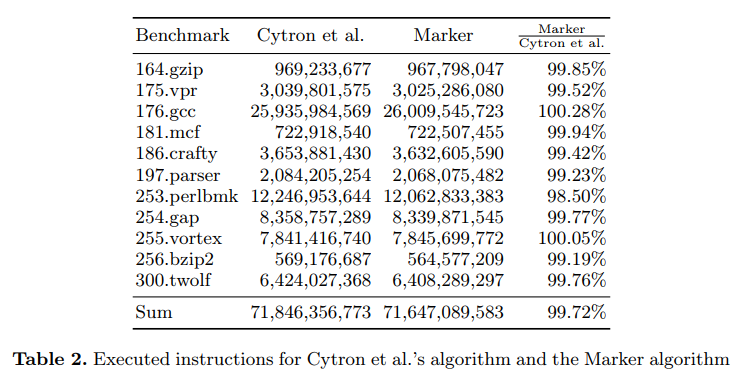 Benchmark Cytron et al. Marker Marker / Cytron et al.
164.gzip 969,233,677 967,798,047 99.85%
175.vpr 3,039,801,575 3,025,286,080 99.52%
176.gcc 25,935,984,569 26,009,545,723 100.28%
181.mcf 722,918,540 722,507,455 99.94%
186.crafty 3,653,881,430 3,632,605,590 99.42%
197.parser 2,084,205,254 2,068,075,482 99.23%
253.perlbmk 12,246,953,644 12,062,833,383 98.50%
254.gap 8,358,757,289 8,339,871,545 99.77%
255.vortex 7,841,416,740 7,845,699,772 100.05%
256.bzip2 569,176,687 564,577,209 99.19%
300.twolf 6,424,027,368 6,408,289,297 99.76%
Sum 71,846,356,773 71,647,089,583 99.72%
Table 2. Executed instructions for Cytron et al.'s algorithm and the Marker algorithm